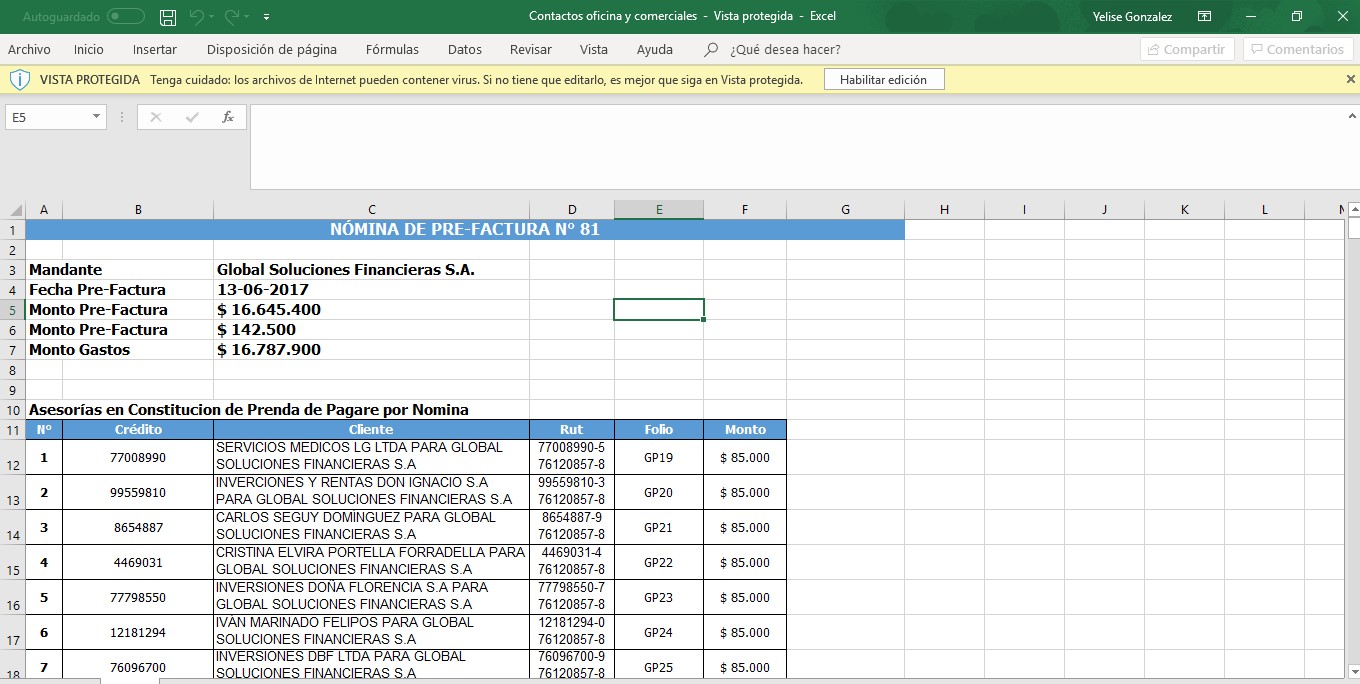 Autoguardado
Contactos oficina y comerciales - Vista protegida - Excel
Yelise Gonzalez
Archivo Inicio Insertar Disposición de página Fórmulas Datos Revisar Vista Ayuda ¿Qué desea hacer? Compartir Comentarios
VISTA PROTEGIDA Tenga cuidado: los archivos de Internet pueden contener virus. Si no tiene que editarlo, es mejor que siga en Vista protegida. Habilitar edición
E5 fx
A B C D E F G H I J K L M
1 NÓMINA DE PRE-FACTURA N° 81
2
3 Mandante Global Soluciones Financieras S.A.
4 Fecha Pre-Factura 13-06-2017
5 Monto Pre-Factura $ 16.645.400
6 Monto Pre-Factura $ 142.500
7 Monto Gastos $ 16.787.900
8
9
10 Asesorías en Constitucion de Prenda de Pagare por Nomina
11 N° Crédito Cliente Rut Folio Monto
SERVICIOS MEDICOS LG LTDA PARA GLOBAL 77008990-5
12 1 77008990 SOLUCIONES FINANCIERAS S.A 76120857-8 GP19 $ 85.000
INVERCIONES Y RENTAS DON IGNACIO S.A 99559810-3
13 2 99559810 PARA GLOBAL SOLUCIONES FINANCIERAS S.A 76120857-8 GP20 $ 85.000
CARLOS SEGUY DOMINGUEZ PARA GLOBAL 8654887-9
14 3 8654887 SOLUCIONES FINANCIERAS S.A 76120857-8 GP21 $ 85.000
CRISTINA ELVIRA PORTELLA FORRADELLA PARA 4469031-4
15 4 4469031 GLOBAL SOLUCIONES FINANCIERAS S.A 76120857-8 GP22 $ 85.000
INVERSIONES DOÑA FLORENCIA S.A PARA 77798550-7
16 5 77798550 GLOBAL SOLUCIONES FINANCIERAS S.A 76120857-8 GP23 $ 85.000
IVAN MARINADO FELIPOS PARA GLOBAL 12181294-0
17 6 12181294 SOLUCIONES FINANCIERAS S.A 76120857-8 GP24 $ 85.000
INVERSIONES DBF LTDA PARA GLOBAL 76096700-9
18 7 76096700 SOLUCIONES FINANCIERAS S.A 76120857-8 GP25 $ 85.000